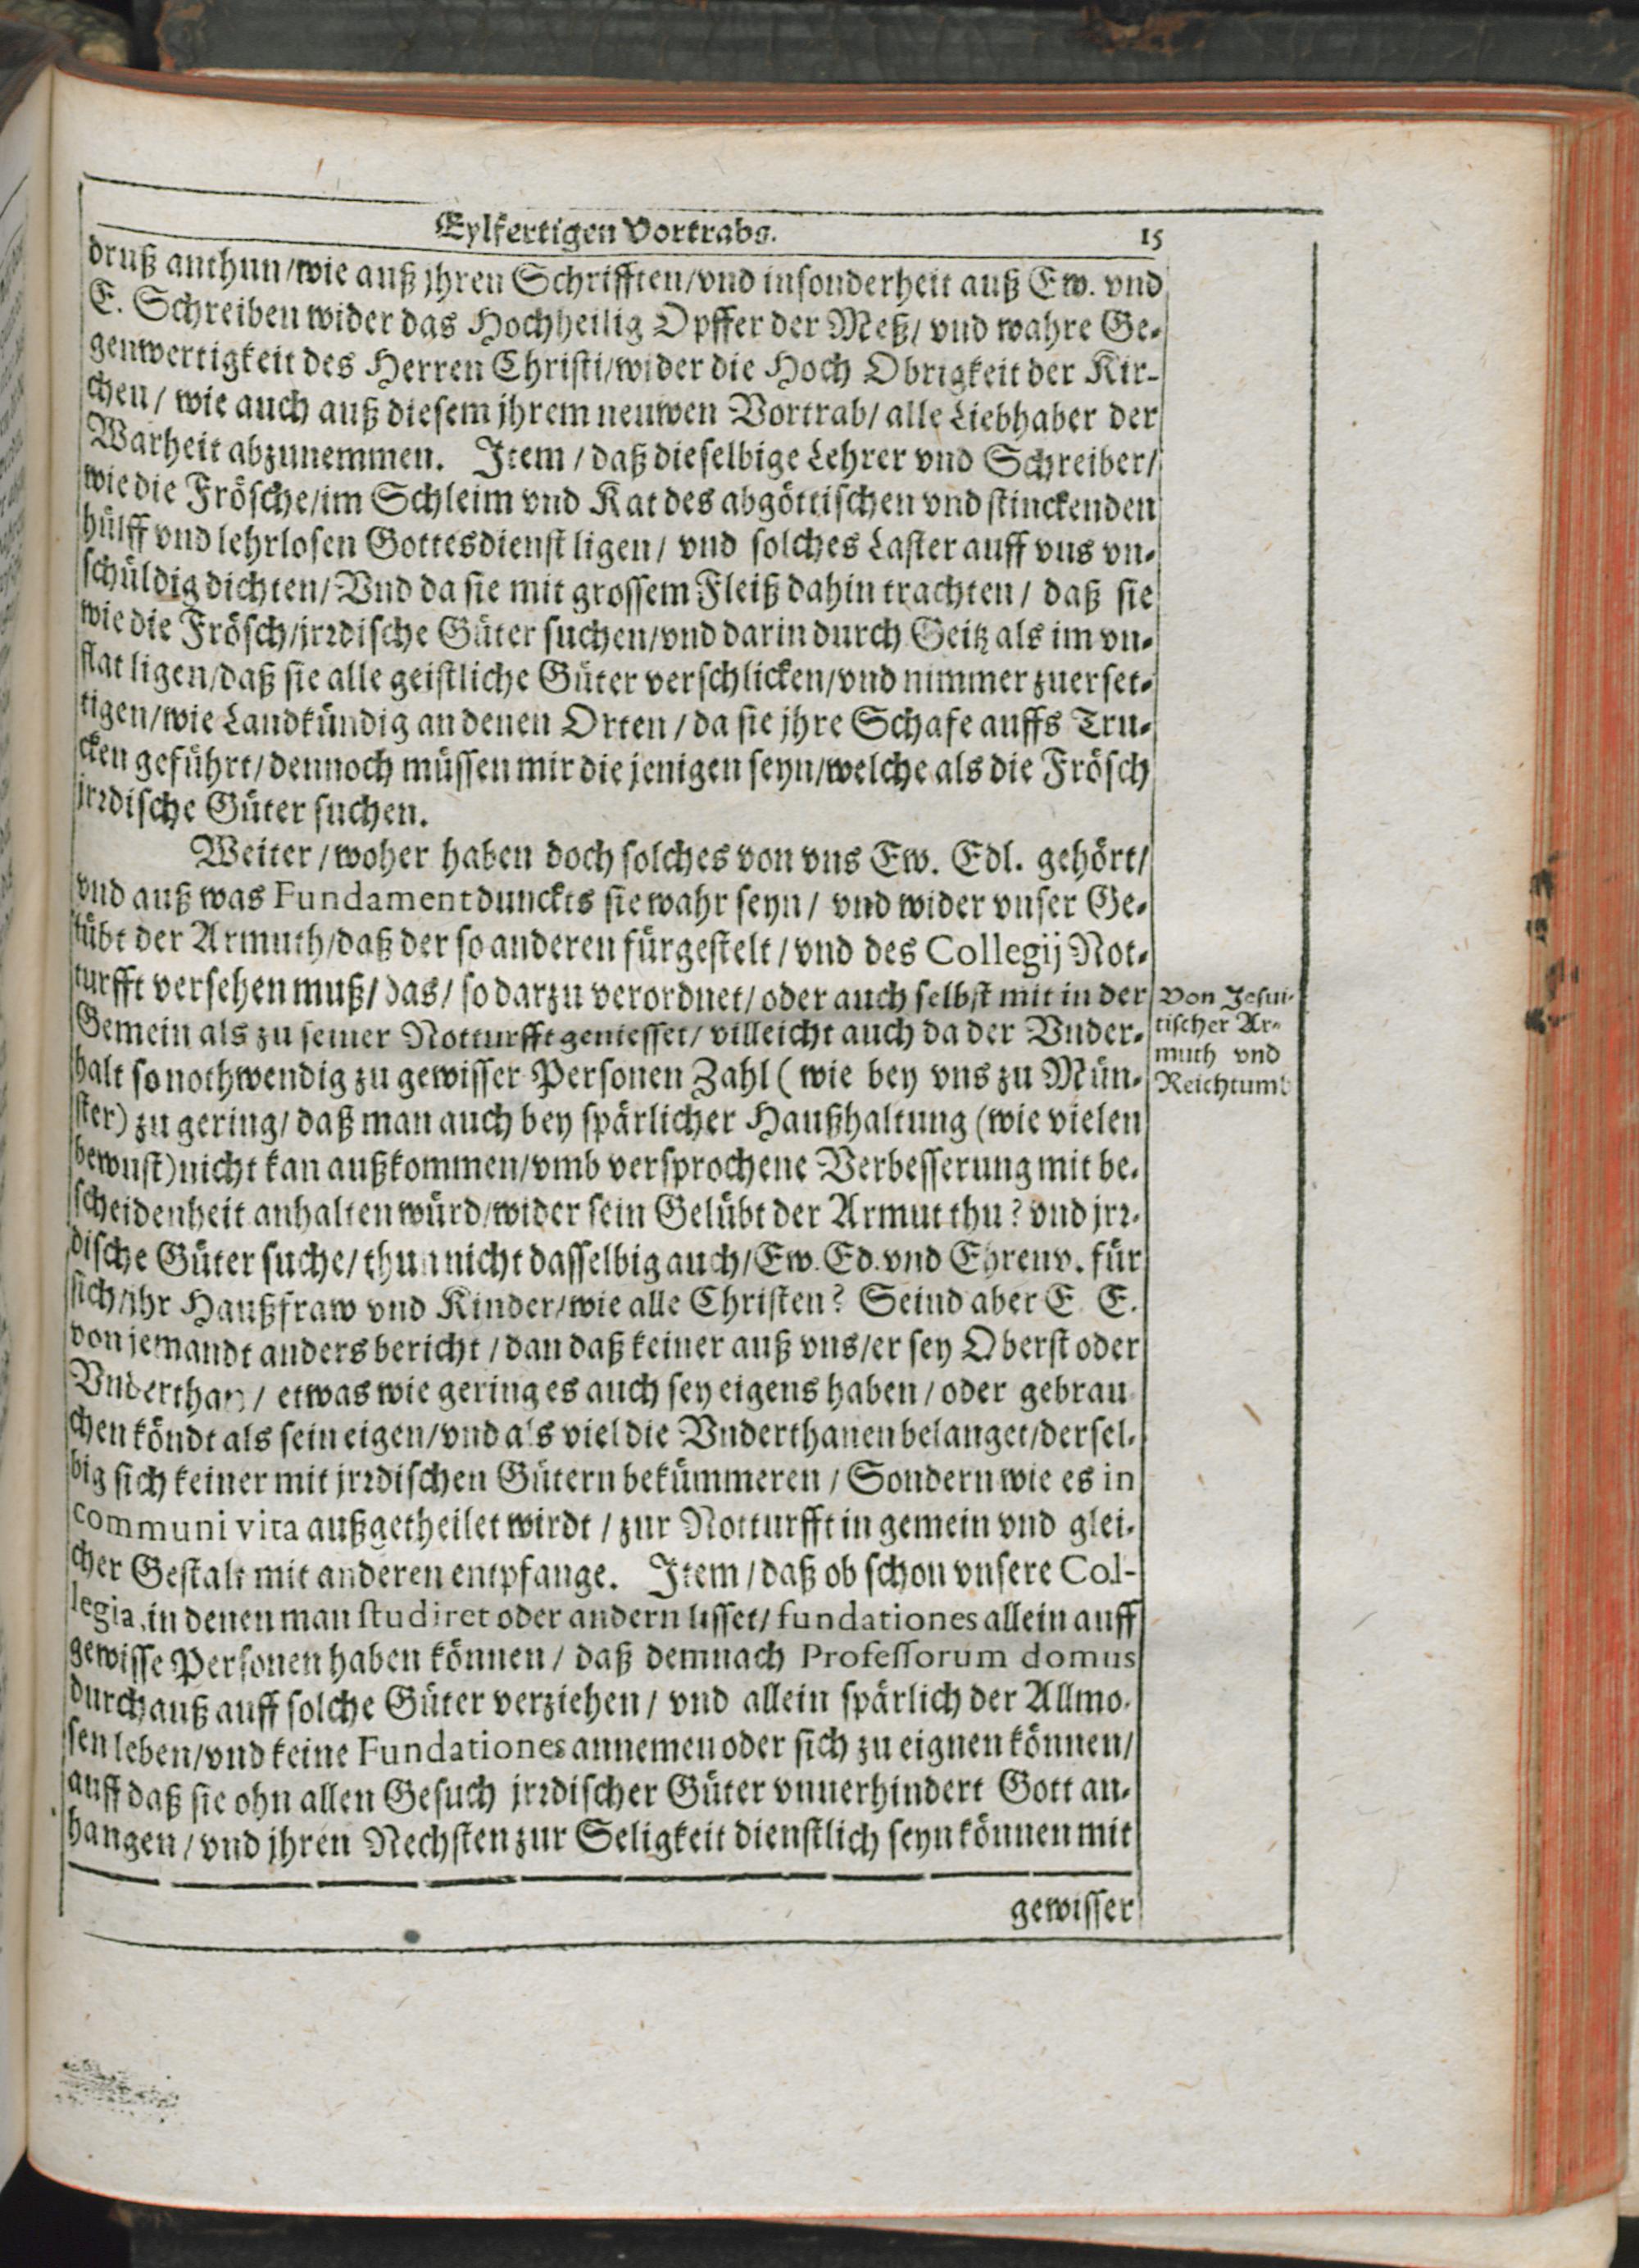 Eylfertigen Vortrabs. 15
druß anthun/wie auß jhren Schrifften/vnd insonderheit auß Ew. vnd
E. Schreiben wider das Hochheilig Opffer der Meß/ vnd wahre Ge-
genwertigkeit des Herren Christi/wider die Hoch Obrigkeit der Kir-
chen/ wie auch auß diesem jhrem neuwen Vortrab/ alle Liebhaber der
Warheit abzunemmen. Item/ daß dieselbige Lehrer vnd Schreiber/
wie die Frösche/im Schleim vnd Kat des abgöttischen vnd stinckenden
hülff vnd lehrlosen Gottesdienst ligen/ vnd solches Laster auff vns vn-
schüldig dichten/ Vnd da sie mit grossem Fleiß dahin trachten/ daß sie
wie die Frösch/jrrdische Güter suchen/vnd darin durch Geitz als im vn-
flat ligen/daß sie alle geistliche Güter verschlicken/vnd nimmer zuerset-
tigen/wie Landkündig an denen Orten/ da sie jhre Schafe auffs Tru-
cken geführt/ dennoch müssen mir die jenigen seyn/welche als die Frösch
jrrdische Güter suchen.
Weiter/ woher haben doch solches von vns Ew. Edl. gehört/
vnd auß was Fundament dunckts sie wahr seyn/ vnd wider vnser Ge-
lübt der Armuth/daß der so anderen fürgestelt/ vnd des Collegij Not-
turfft versehen muß/ das/ so darzu verordnet/ oder auch selbst mit in der
Gemein als zu seiner Notturfft geniesset/ villeicht auch da der Vnder-
halt so nothwendig zu gewisser Personen Zahl (wie bey vns zu Mün-
ster) zu gering/ daß man auch bey spärlicher Haußhaltung (wie vielen
bewust) nicht kan außkommen/vmb versprochene Verbesserung mit be-
scheidenheit anhalten würd/wider sein Gelübt der Armut thu? vnd jrr-
dische Güter suche/ thun nicht dasselbig auch/Ew. Ed. vnd Ehrenv. für
sich/jhr Haußfraw vnd Kinder/wie alle Christen? Seind aber E. E.
von jemandt anders bericht/ dan daß keiner auß vns/er sey Oberst oder
Vnderthan/ etwas wie gering es auch sey eigens haben/ oder gebrau-
chen köndt als sein eigen/vnd als viel die Vnderthanen belanget/dersel-
big sich keiner mit jrrdischen Gütern bekümmeren/ Sondern wie es in
communi vita außgetheilet wirdt/ zur Notturfft in gemein vnd glei-
cher Gestalt mit anderen entpfange. Item/ daß ob schon vnsere Col-
legia, in denen man studiret oder andern lisset/ fundationes allein auff
gewisse Personen haben können/ daß demnach Professorum domus
durchauß auff solche Güter verziehen/ vnd allein spärlich der Allmo-
sen leben/vnd keine Fundationes annemen oder sich zu eignen können/
auff daß sie ohn allen Gesuch jrrdischer Güter vnuerhindert Gott an-
hangen/ vnd jhren Nechsten zur Seligkeit dienstlich seyn können mit
gewisser
Von Jesui-
tischer Ar-
muth vnd
Reichtumb